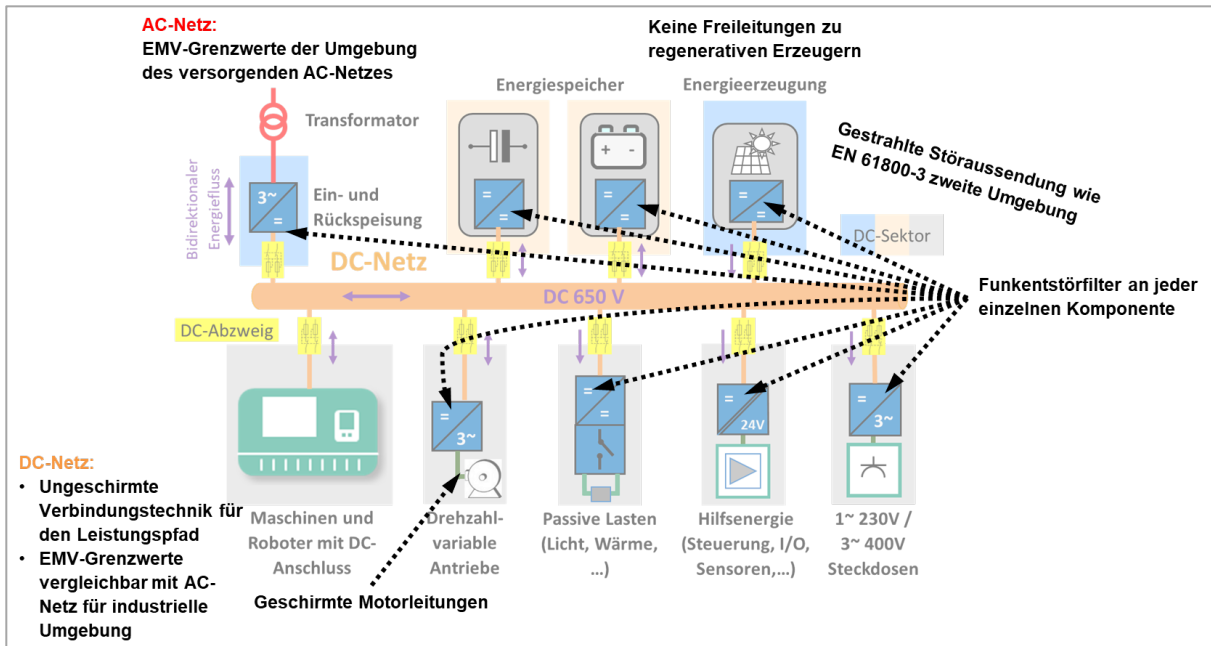 AC-Netz:
EMV-Grenzwerte der Umgebung
des versorgenden AC-Netzes
Keine Freileitungen zu
regenerativen Erzeugern
Energiespeicher
Energieerzeugung
Transformator
+ -
Gestrahlte Störaussendung wie
EN 61800-3 zweite Umgebung
Bidirektionaler
Energiefluss
3~
=
Ein- und
Rückspeisung
=
=
=
=
=
=
DC-Sektor
DC-Netz
DC 650 V
Funkentstörfilter an jeder
einzelnen Komponente
DC-Abzweig
=
3~
=
=
=
24V
=
3~
DC-Netz:
• Ungeschirmte
Verbindungstechnik für
den Leistungspfad
• EMV-Grenzwerte
vergleichbar mit AC-
Netz für industrielle
Umgebung
Maschinen und
Roboter mit DC-
Anschluss
Drehzahl-
variable
Antriebe
Passive Lasten
(Licht, Wärme,
...)
Hilfsenergie
(Steuerung, I/O,
Sensoren,...)
1~ 230V /
3~ 400V
Steckdosen
Geschirmte Motorleitungen